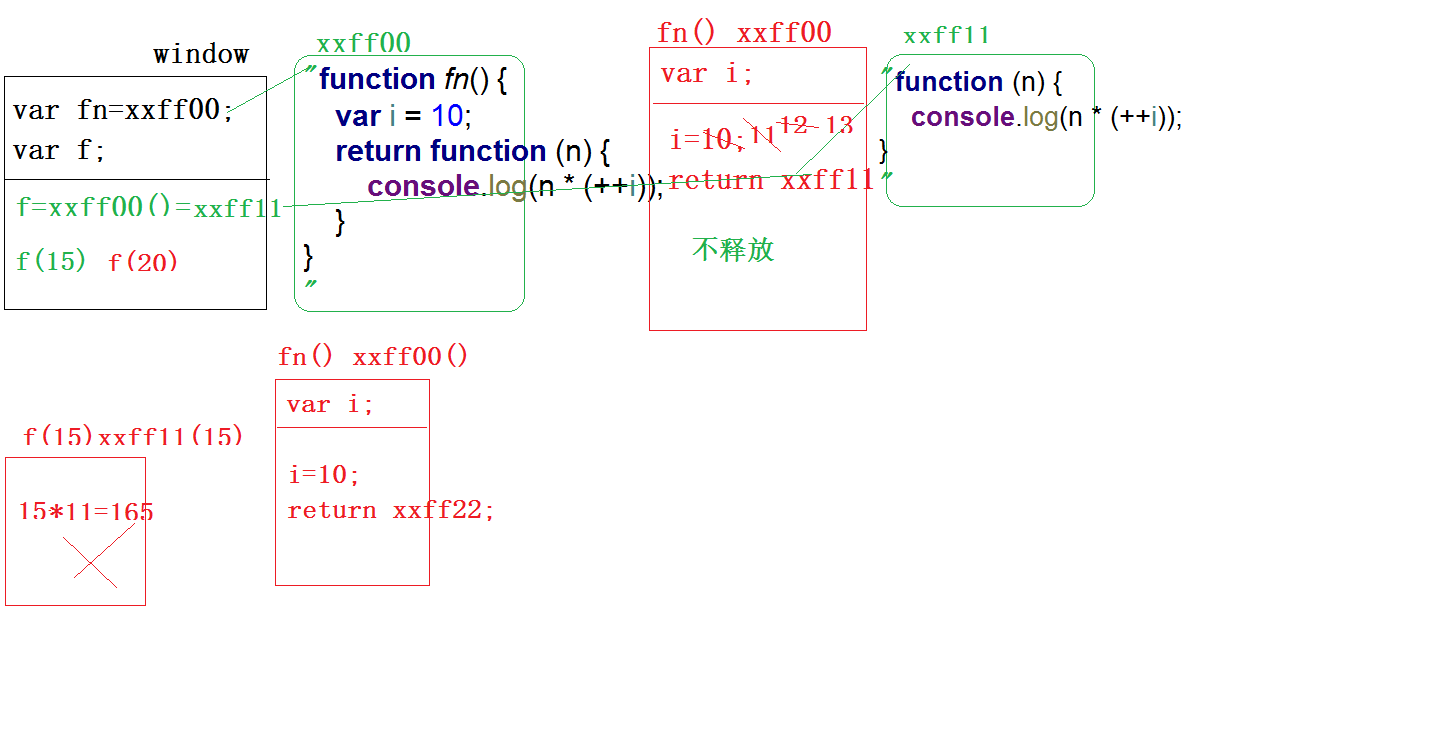 window
var fn=xxff00;
var f;
f=xxff00()=xxff11
f(15) f(20)
xxff00
"function fn() {
var i = 10;
return function (n) {
console.log(n * (++i));
}
}
"
fn() xxff00
var i;
i=10;11 12 13
return xxff11
不释放
xxff11
"function (n) {
console.log(n * (++i));
}
"
fn() xxff00()
var i;
i=10;
return xxff22;
f(15)xxff11(15)
15*11=165